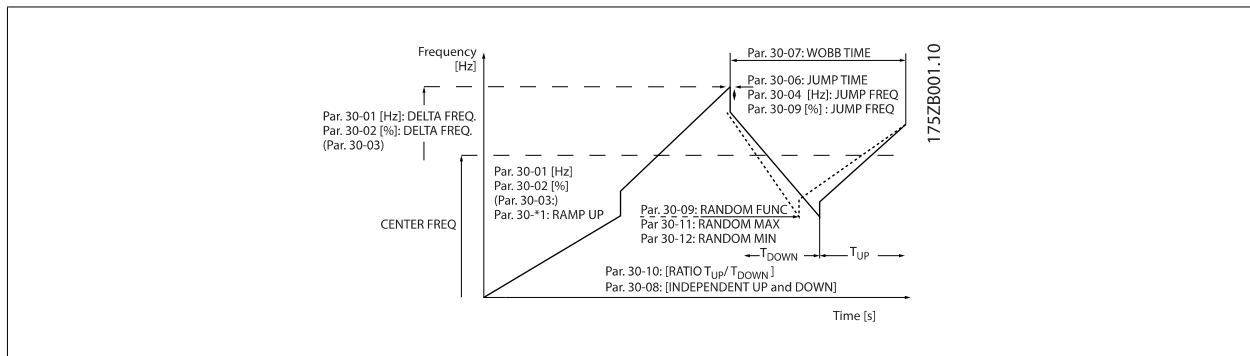 Frequency
[Hz]
Par. 30-07: WOBB TIME
Par. 30-06: JUMP TIME
Par. 30-04 [Hz]: JUMP FREQ
Par. 30-09 [%] : JUMP FREQ
175ZB001.10
Par. 30-01 [Hz]: DELTA FREQ.
Par. 30-02 [%]: DELTA FREQ.
(Par. 30-03)
Par. 30-01 [Hz]
Par. 30-02 [%]
(Par. 30-03:)
Par. 30-*1: RAMP UP
CENTER FREQ
Par. 30-09: RANDOM FUNC
Par 30-11: RANDOM MAX
Par 30-12: RANDOM MIN
TDOWN
TUP
Par. 30-10: [RATIO TUP/ TDOWN ]
Par. 30-08: [INDEPENDENT UP and DOWN]
Time [s]